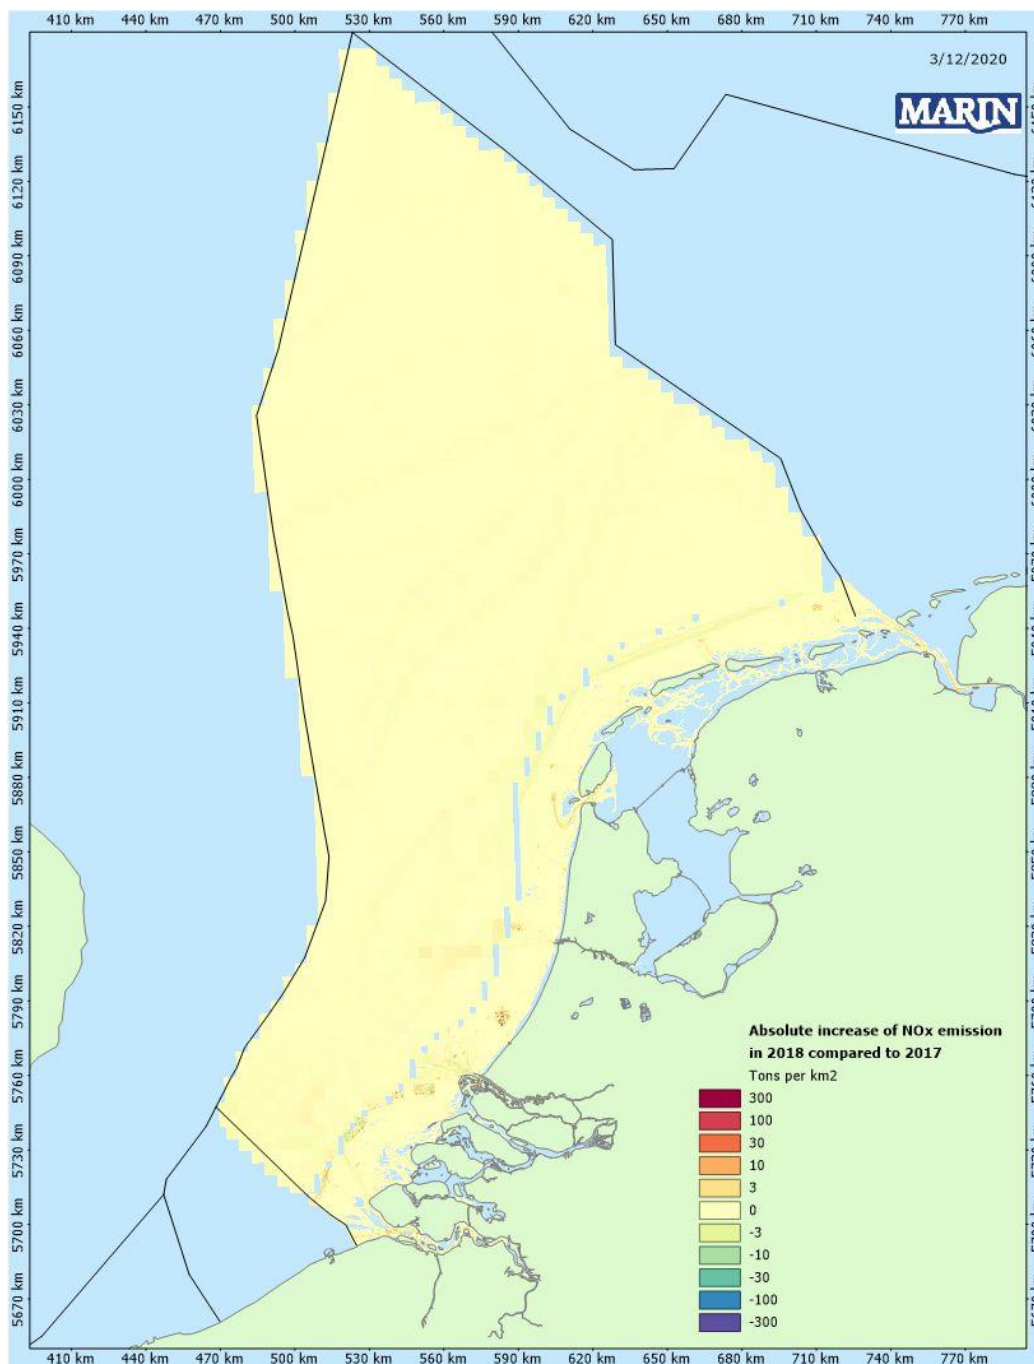 410 km 440 km 470 km 500 km 530 km 560 km 590 km 620 km 650 km 680 km 710 km 740 km 770 km
3/12/2020
MARIN
6150 km
6120 km
6090 km
6060 km
6030 km
6000 km
5970 km
5940 km
5910 km
5880 km
5850 km
5820 km
5790 km
5760 km
5730 km
5700 km
5670 km
Absolute increase of NOx emission
in 2018 compared to 2017
Tons per km2
300
100
30
10
3
0
-3
-10
-30
-100
-300
410 km 440 km 470 km 500 km 530 km 560 km 590 km 620 km 650 km 680 km 710 km 740 km 770 km